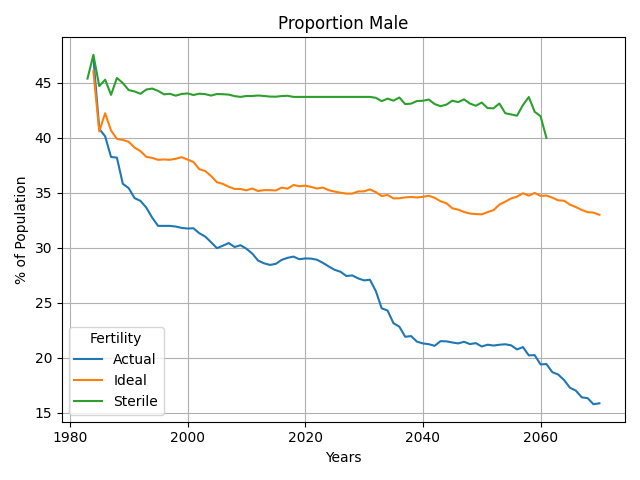 Proportion Male
% of Population
45
40
35
30
25
20
15
Fertility
Actual
Ideal
Sterile
1980
2000
2020
2040
2060
Years